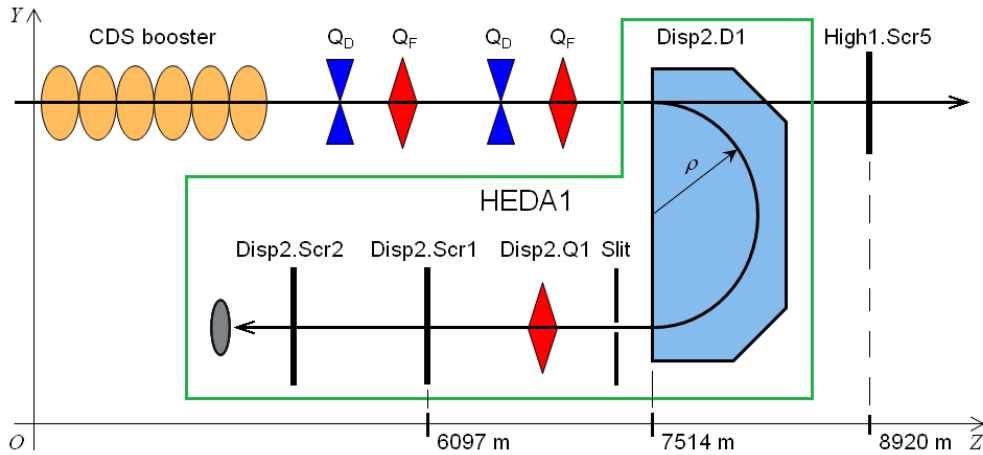 Y
CDS booster
Q_D
Q_F
Q_D
Q_F
Disp2.D1
High1.Scr5
ρ
HEDA1
Disp2.Scr2
Disp2.Scr1
Disp2.Q1
Slit
O
6097 m
7514 m
8920 m
Z